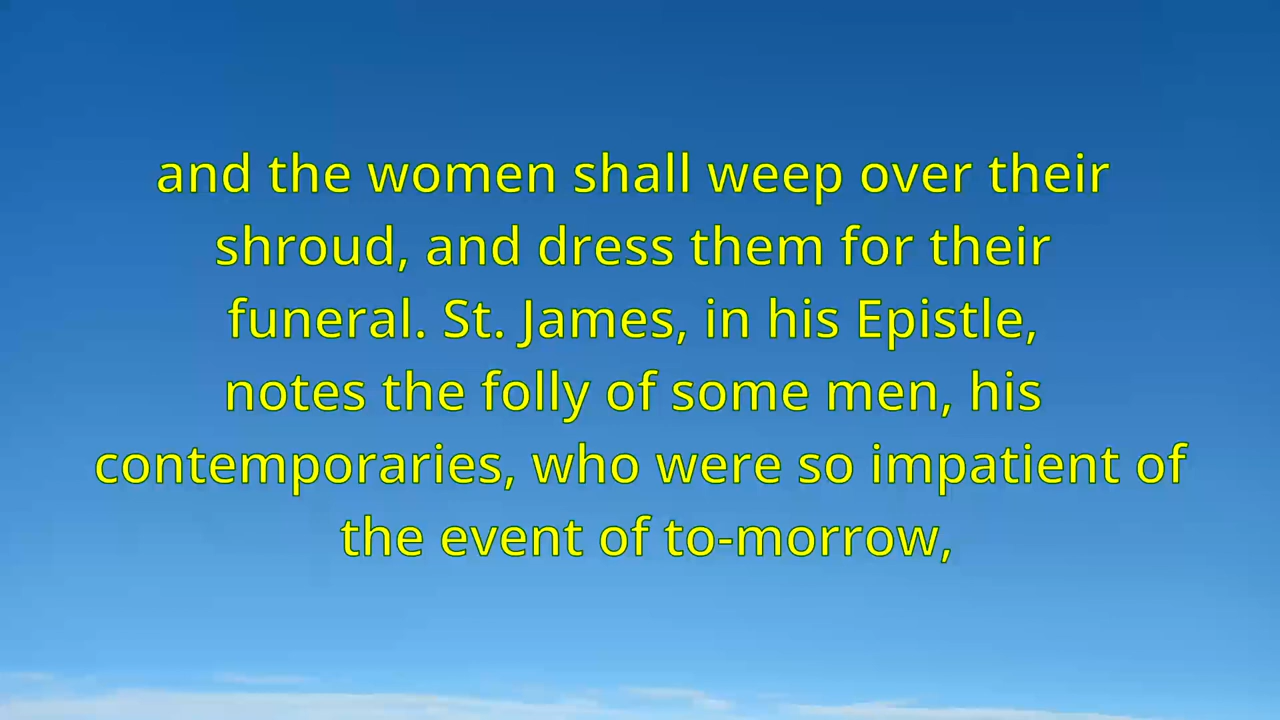 and the women shall weep over their
shroud, and dress them for their
funeral. St. James, in his Epistle,
notes the folly of some men, his
contemporaries, who were so impatient of
the event of to-morrow,